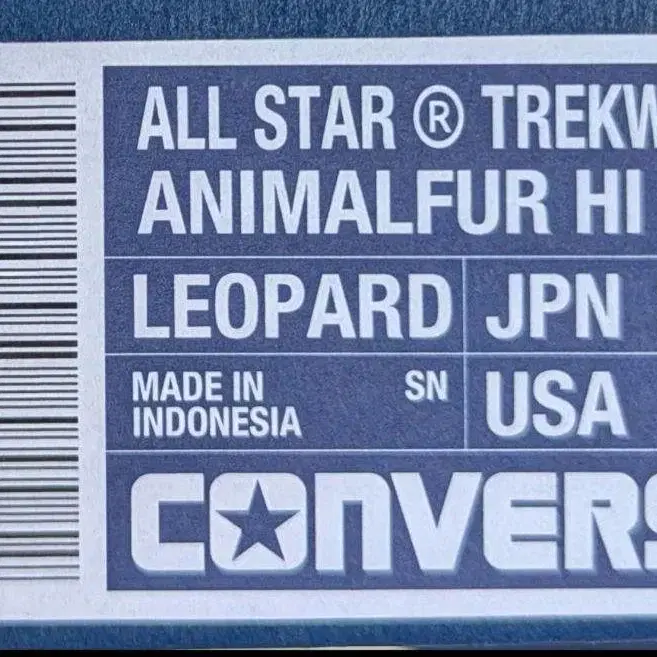 ALL STAR ® TREKW
ANIMALFUR HI
LEOPARD JPN
MADE IN SN USA
INDONESIA
CONVERS